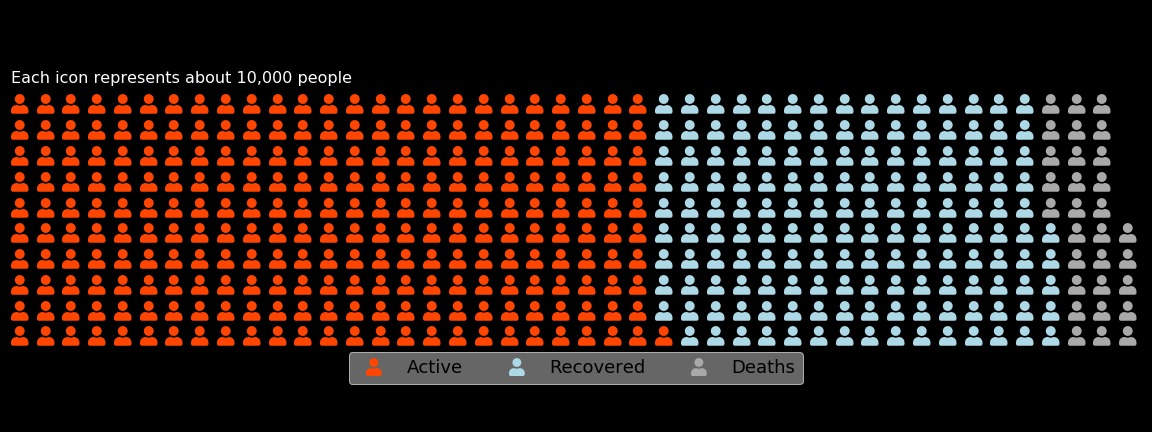 Each icon represents about 10,000 people
Active Recovered Deaths